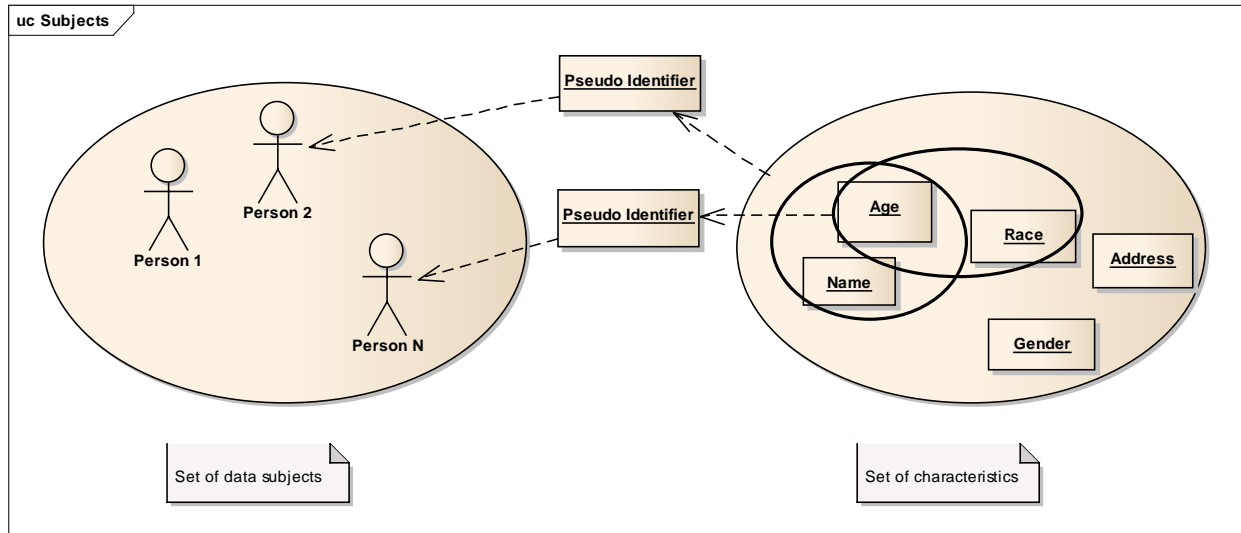 uc Subjects
Pseudo Identifier
Person 2
Person 1
Pseudo Identifier
Person N
Age
Race
Name
Address
Gender
Set of data subjects
Set of characteristics